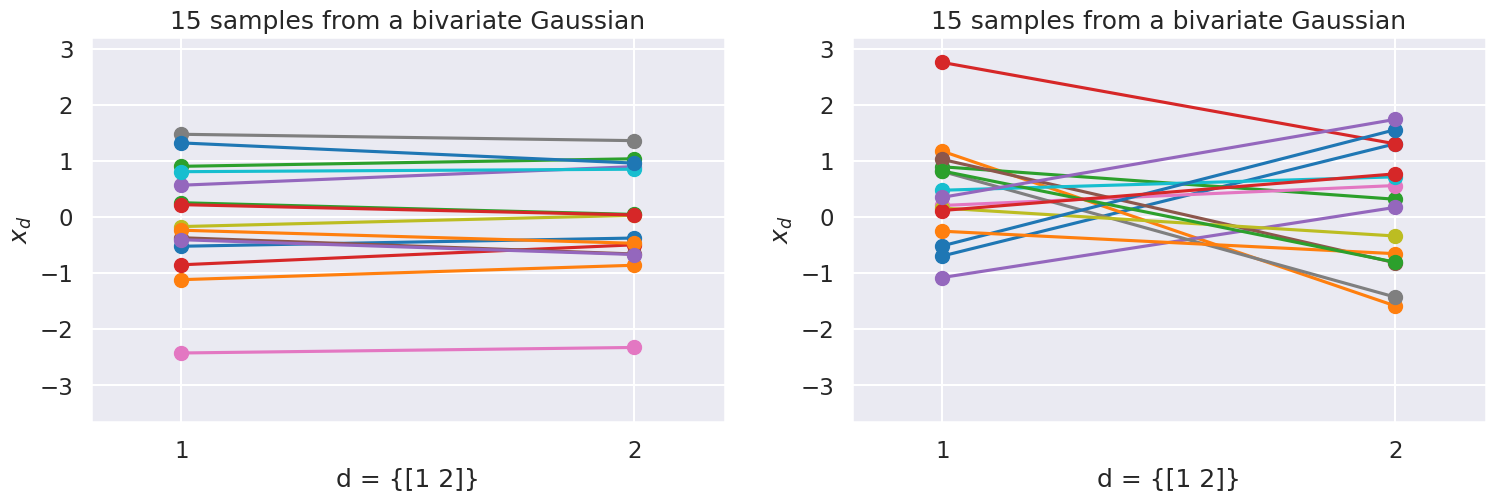 15 samples from a bivariate Gaussian
3
2
1
0
−1
−2
−3
x_d
1 2
d = {[1 2]}
15 samples from a bivariate Gaussian
3
2
1
0
−1
−2
−3
x_d
1 2
d = {[1 2]}